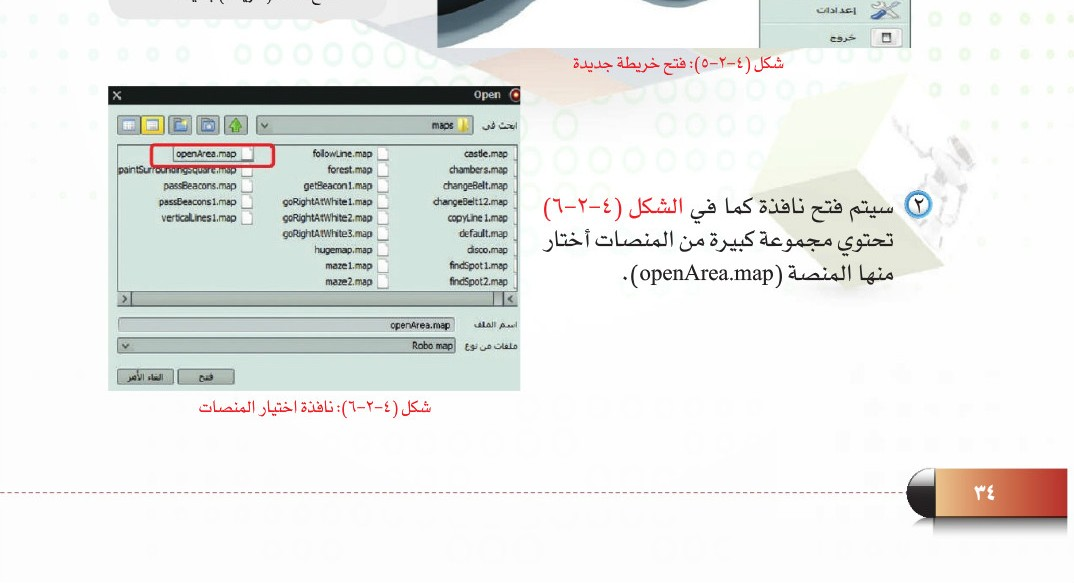 إعدادات
خروج
شكل (٤-٢-٥): فتح خريطة جديدة
Open
ابحث في
maps
castle.map
chambers.map
changeBelt.map
changeBelt12.map
copyLine1.map
default.map
disco.map
findSpot1.map
findSpot2.map
followLine.map
forest.map
getBeacon1.map
goRightAtWhite1.map
goRightAtWhite2.map
goRightAtWhite3.map
hugemap.map
maze1.map
maze2.map
openArea.map
paintSurroundingSquare.map
passBeacons.map
passBeacons1.map
verticalLines1.map
اسم الملف
openArea.map
ملفات من نوع
Robo map
فتح
الغاء الأمر
شكل (٤-٢-٦): نافذة اختيار المنصات
٢ سيتم فتح نافذة كما في الشكل (٤-٢-٦)
تحتوي مجموعة كبيرة من المنصات أختار
منها المنصة (openArea.map).
٣٤